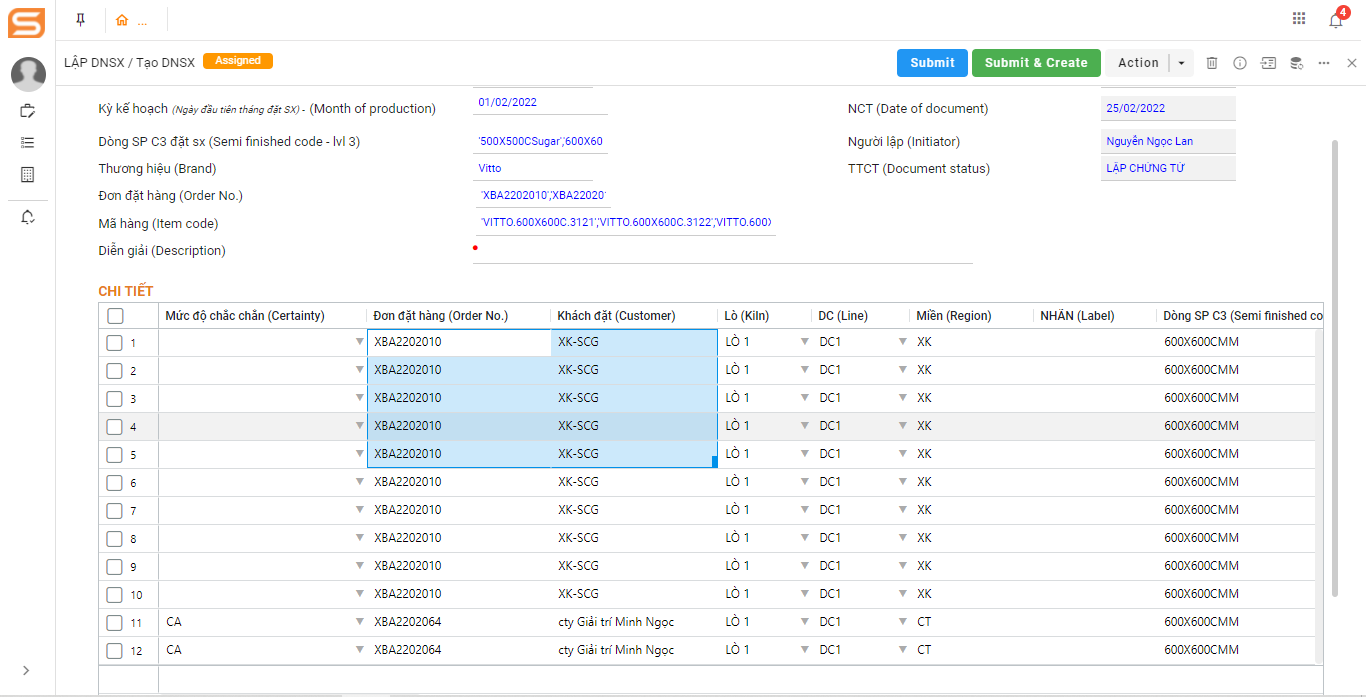 4
...
LẬP DNSX / Tạo DNSX Assigned Submit Submit & Create Action
Kỳ kế hoạch (Ngày đầu tiên tháng đặt SX) - (Month of production) 01/02/2022 NCT (Date of document) 25/02/2022
Dòng SP C3 đặt sx (Semi finished code - lvl 3) '500X500CSugar','600X60 Người lập (Initiator) Nguyễn Ngọc Lan
Thương hiệu (Brand) Vitto TTCT (Document status) LẬP CHỨNG TỪ
Đơn đặt hàng (Order No.) 'XBA2202010','XBA22020'
Mã hàng (Item code) 'VITTO.600X600C.3121','VITTO.600X600C.3122','VITTO.600X
Diễn giải (Description)
CHI TIẾT
Mức độ chắc chắn (Certainty) Đơn đặt hàng (Order No.) Khách đặt (Customer) Lò (Kiln) DC (Line) Miền (Region) NHÃN (Label) Dòng SP C3 (Semi finished co
1 XBA2202010 XK-SCG LÒ 1 DC1 XK 600X600CMM
2 XBA2202010 XK-SCG LÒ 1 DC1 XK 600X600CMM
3 XBA2202010 XK-SCG LÒ 1 DC1 XK 600X600CMM
4 XBA2202010 XK-SCG LÒ 1 DC1 XK 600X600CMM
5 XBA2202010 XK-SCG LÒ 1 DC1 XK 600X600CMM
6 XBA2202010 XK-SCG LÒ 1 DC1 XK 600X600CMM
7 XBA2202010 XK-SCG LÒ 1 DC1 XK 600X600CMM
8 XBA2202010 XK-SCG LÒ 1 DC1 XK 600X600CMM
9 XBA2202010 XK-SCG LÒ 1 DC1 XK 600X600CMM
10 XBA2202010 XK-SCG LÒ 1 DC1 XK 600X600CMM
11 CA XBA2202064 cty Giải trí Minh Ngọc LÒ 1 DC1 CT 600X600CMM
12 CA XBA2202064 cty Giải trí Minh Ngọc LÒ 1 DC1 CT 600X600CMM